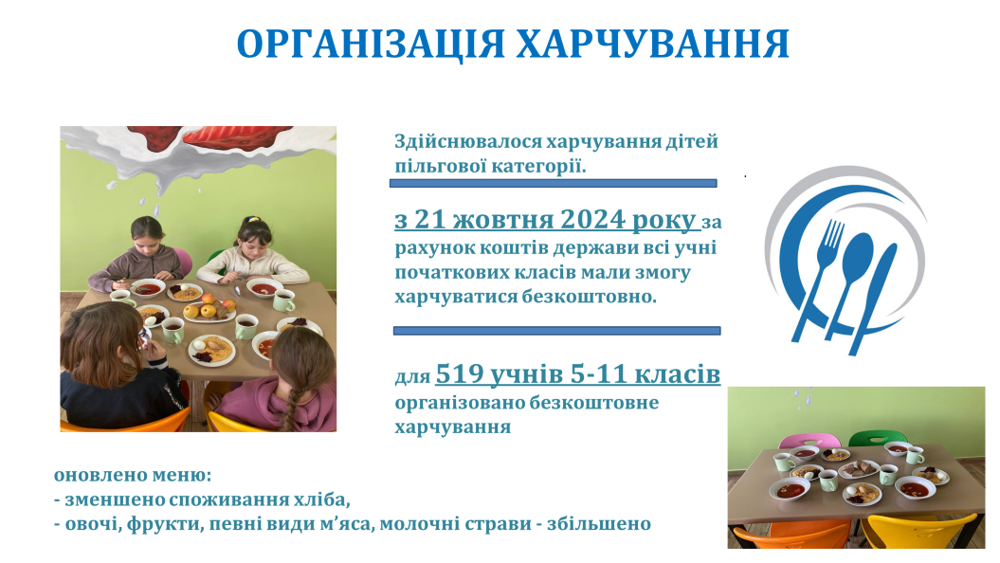 ОРГАНІЗАЦІЯ ХАРЧУВАННЯ
Здійснювалося харчування дітей
пільгової категорії.
з 21 жовтня 2024 року за
рахунок коштів держави всі учні
початкових класів мали змогу
харчуватися безкоштовно.
для 519 учнів 5-11 класів
організовано безкоштовне
харчування
оновлено меню:
- зменшено споживання хліба,
- овочі, фрукти, певні види м’яса, молочні страви - збільшено